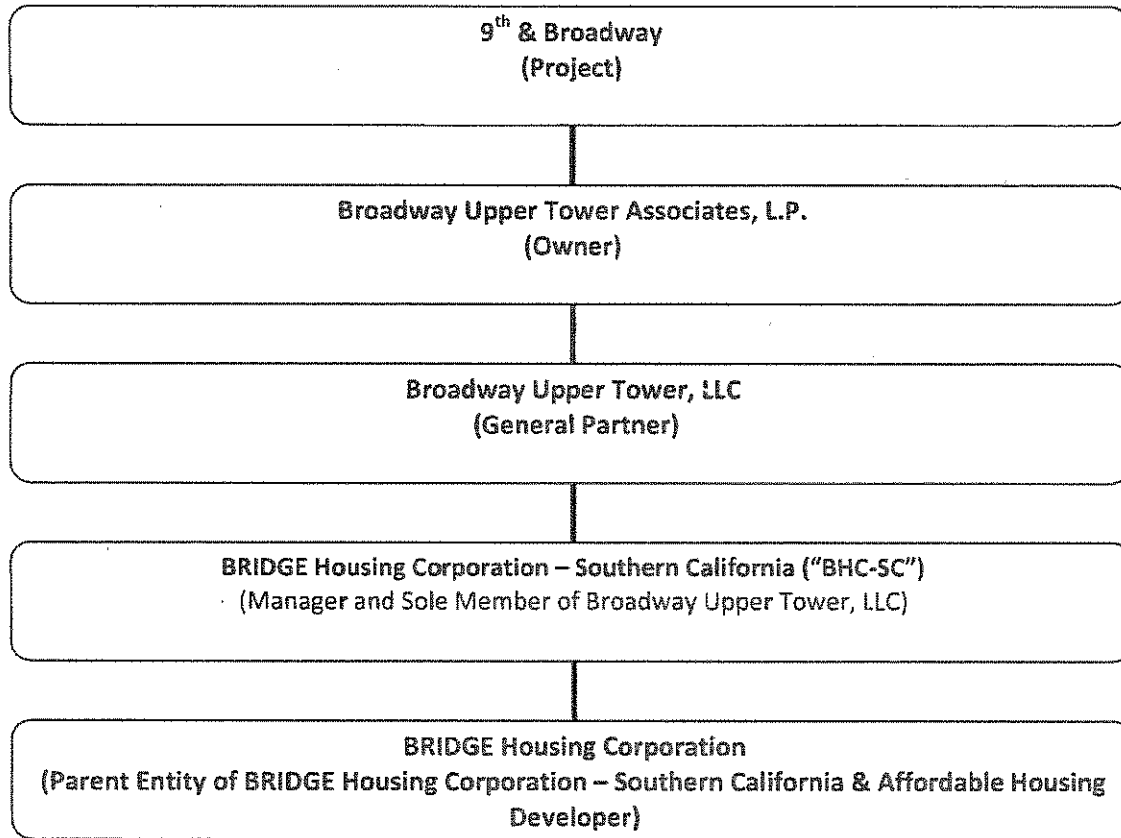 9th & Broadway
(Project)
Broadway Upper Tower Associates, L.P.
(Owner)
Broadway Upper Tower, LLC
(General Partner)
BRIDGE Housing Corporation – Southern California (“BHC-SC”)
(Manager and Sole Member of Broadway Upper Tower, LLC)
BRIDGE Housing Corporation
(Parent Entity of BRIDGE Housing Corporation – Southern California & Affordable Housing
Developer)